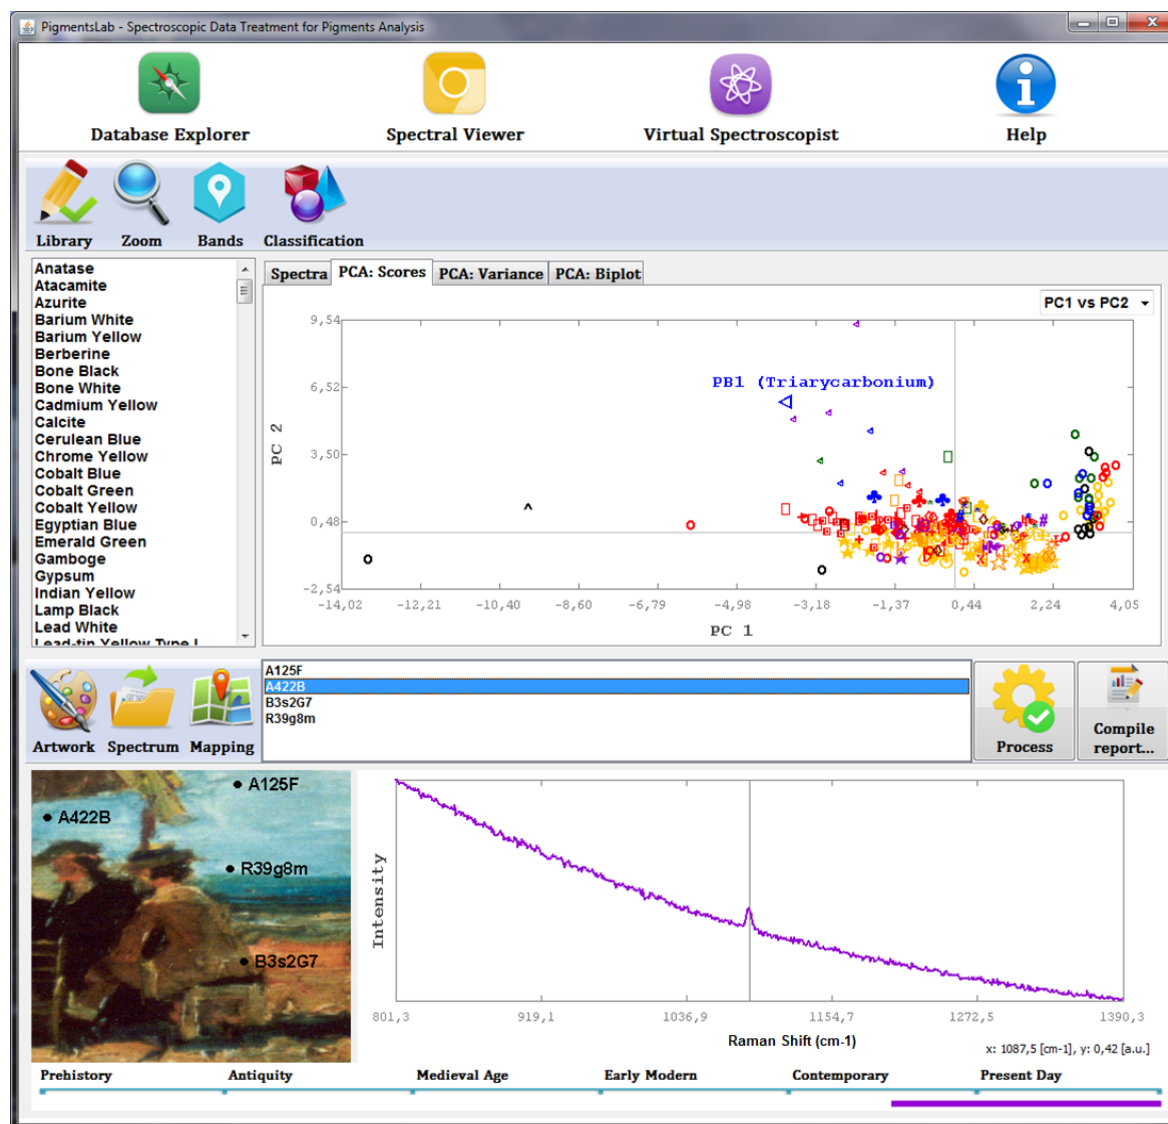 PigmentsLab - Spectroscopic Data Treatment for Pigments Analysis
Database Explorer Spectral Viewer Virtual Spectroscopist Help
Library Zoom Bands Classification
Anatase
Atacamite
Azurite
Barium White
Barium Yellow
Berberine
Bone Black
Bone White
Cadmium Yellow
Calcite
Cerulean Blue
Chrome Yellow
Cobalt Blue
Cobalt Green
Cobalt Yellow
Egyptian Blue
Emerald Green
Gamboge
Gypsum
Indian Yellow
Lamp Black
Lead White
Lead-tin Yellow Type I
Spectra PCA: Scores PCA: Variance PCA: Biplot
PC1 vs PC2
9,54
PB1 (Triarycarbonium)
6,52
PC 2
3,50
0,48
-2,54
-14,02 -12,21 -10,40 -8,60 -6,79 -4,98 -3,18 -1,37 0,44 2,24 4,05
PC 1
A125F
A422B
B3s2G7
R39g8m
Artwork Spectrum Mapping
Process
Compile
report...
A125F
A422B
R39g8m
B3s2G7
Intensity
801,3 919,1 1036,9 1154,7 1272,5 1390,3
Raman Shift (cm-1)
x: 1087,5 [cm-1], y: 0,42 [a.u.]
Prehistory Antiquity Medieval Age Early Modern Contemporary Present Day